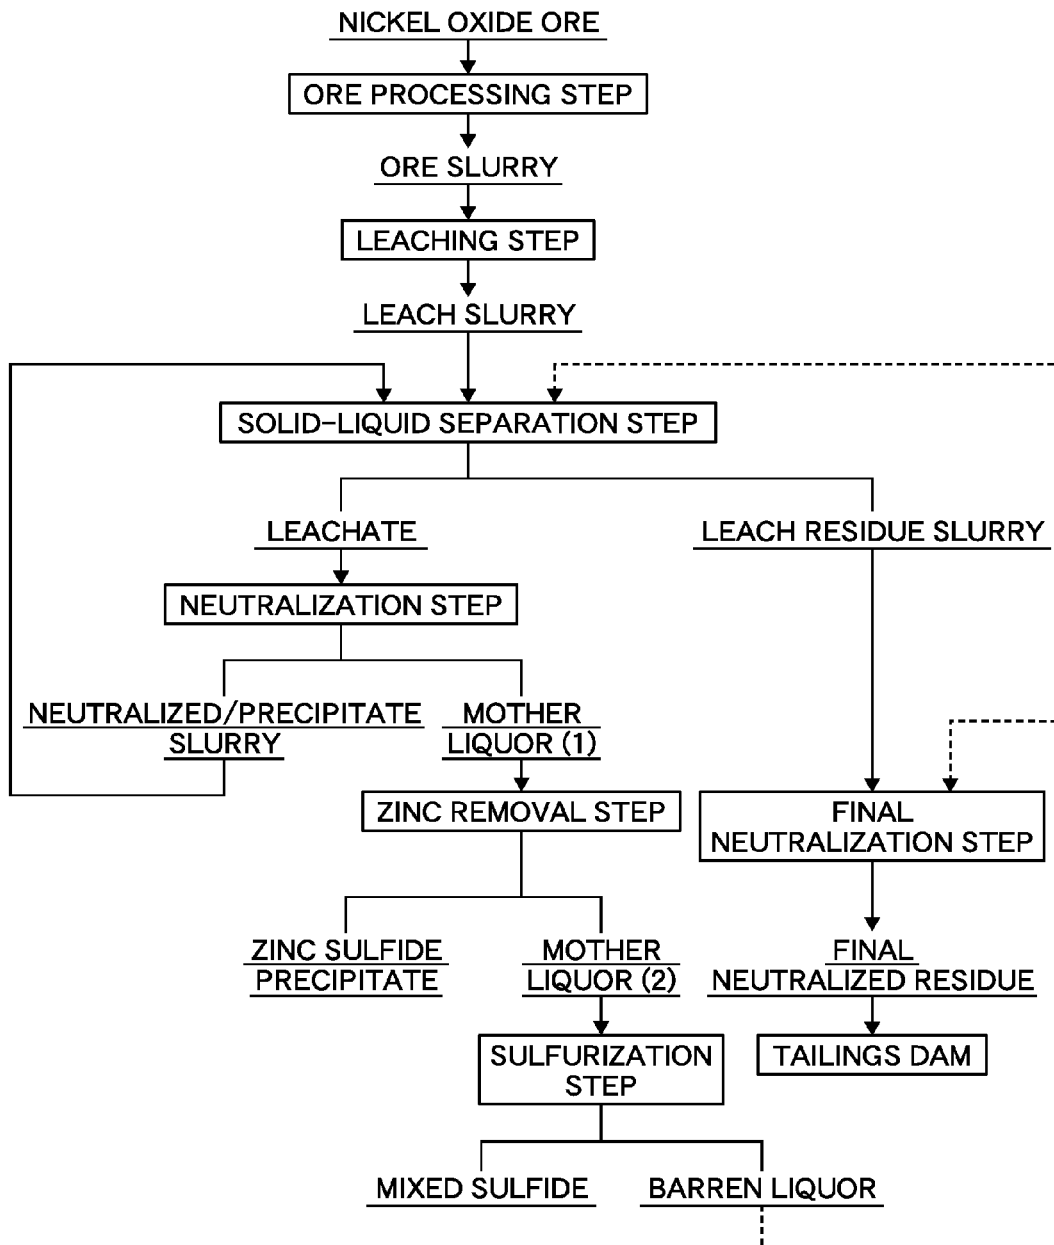 NICKEL OXIDE ORE
ORE PROCESSING STEP
ORE SLURRY
LEACHING STEP
LEACH SLURRY
SOLID-LIQUID SEPARATION STEP
LEACHATE
LEACH RESIDUE SLURRY
NEUTRALIZATION STEP
NEUTRALIZED/PRECIPITATE
SLURRY
MOTHER
LIQUOR (1)
ZINC REMOVAL STEP
FINAL
NEUTRALIZATION STEP
ZINC SULFIDE
PRECIPITATE
MOTHER
LIQUOR (2)
FINAL
NEUTRALIZED RESIDUE
SULFURIZATION
STEP
TAILINGS DAM
MIXED SULFIDE
BARREN LIQUOR